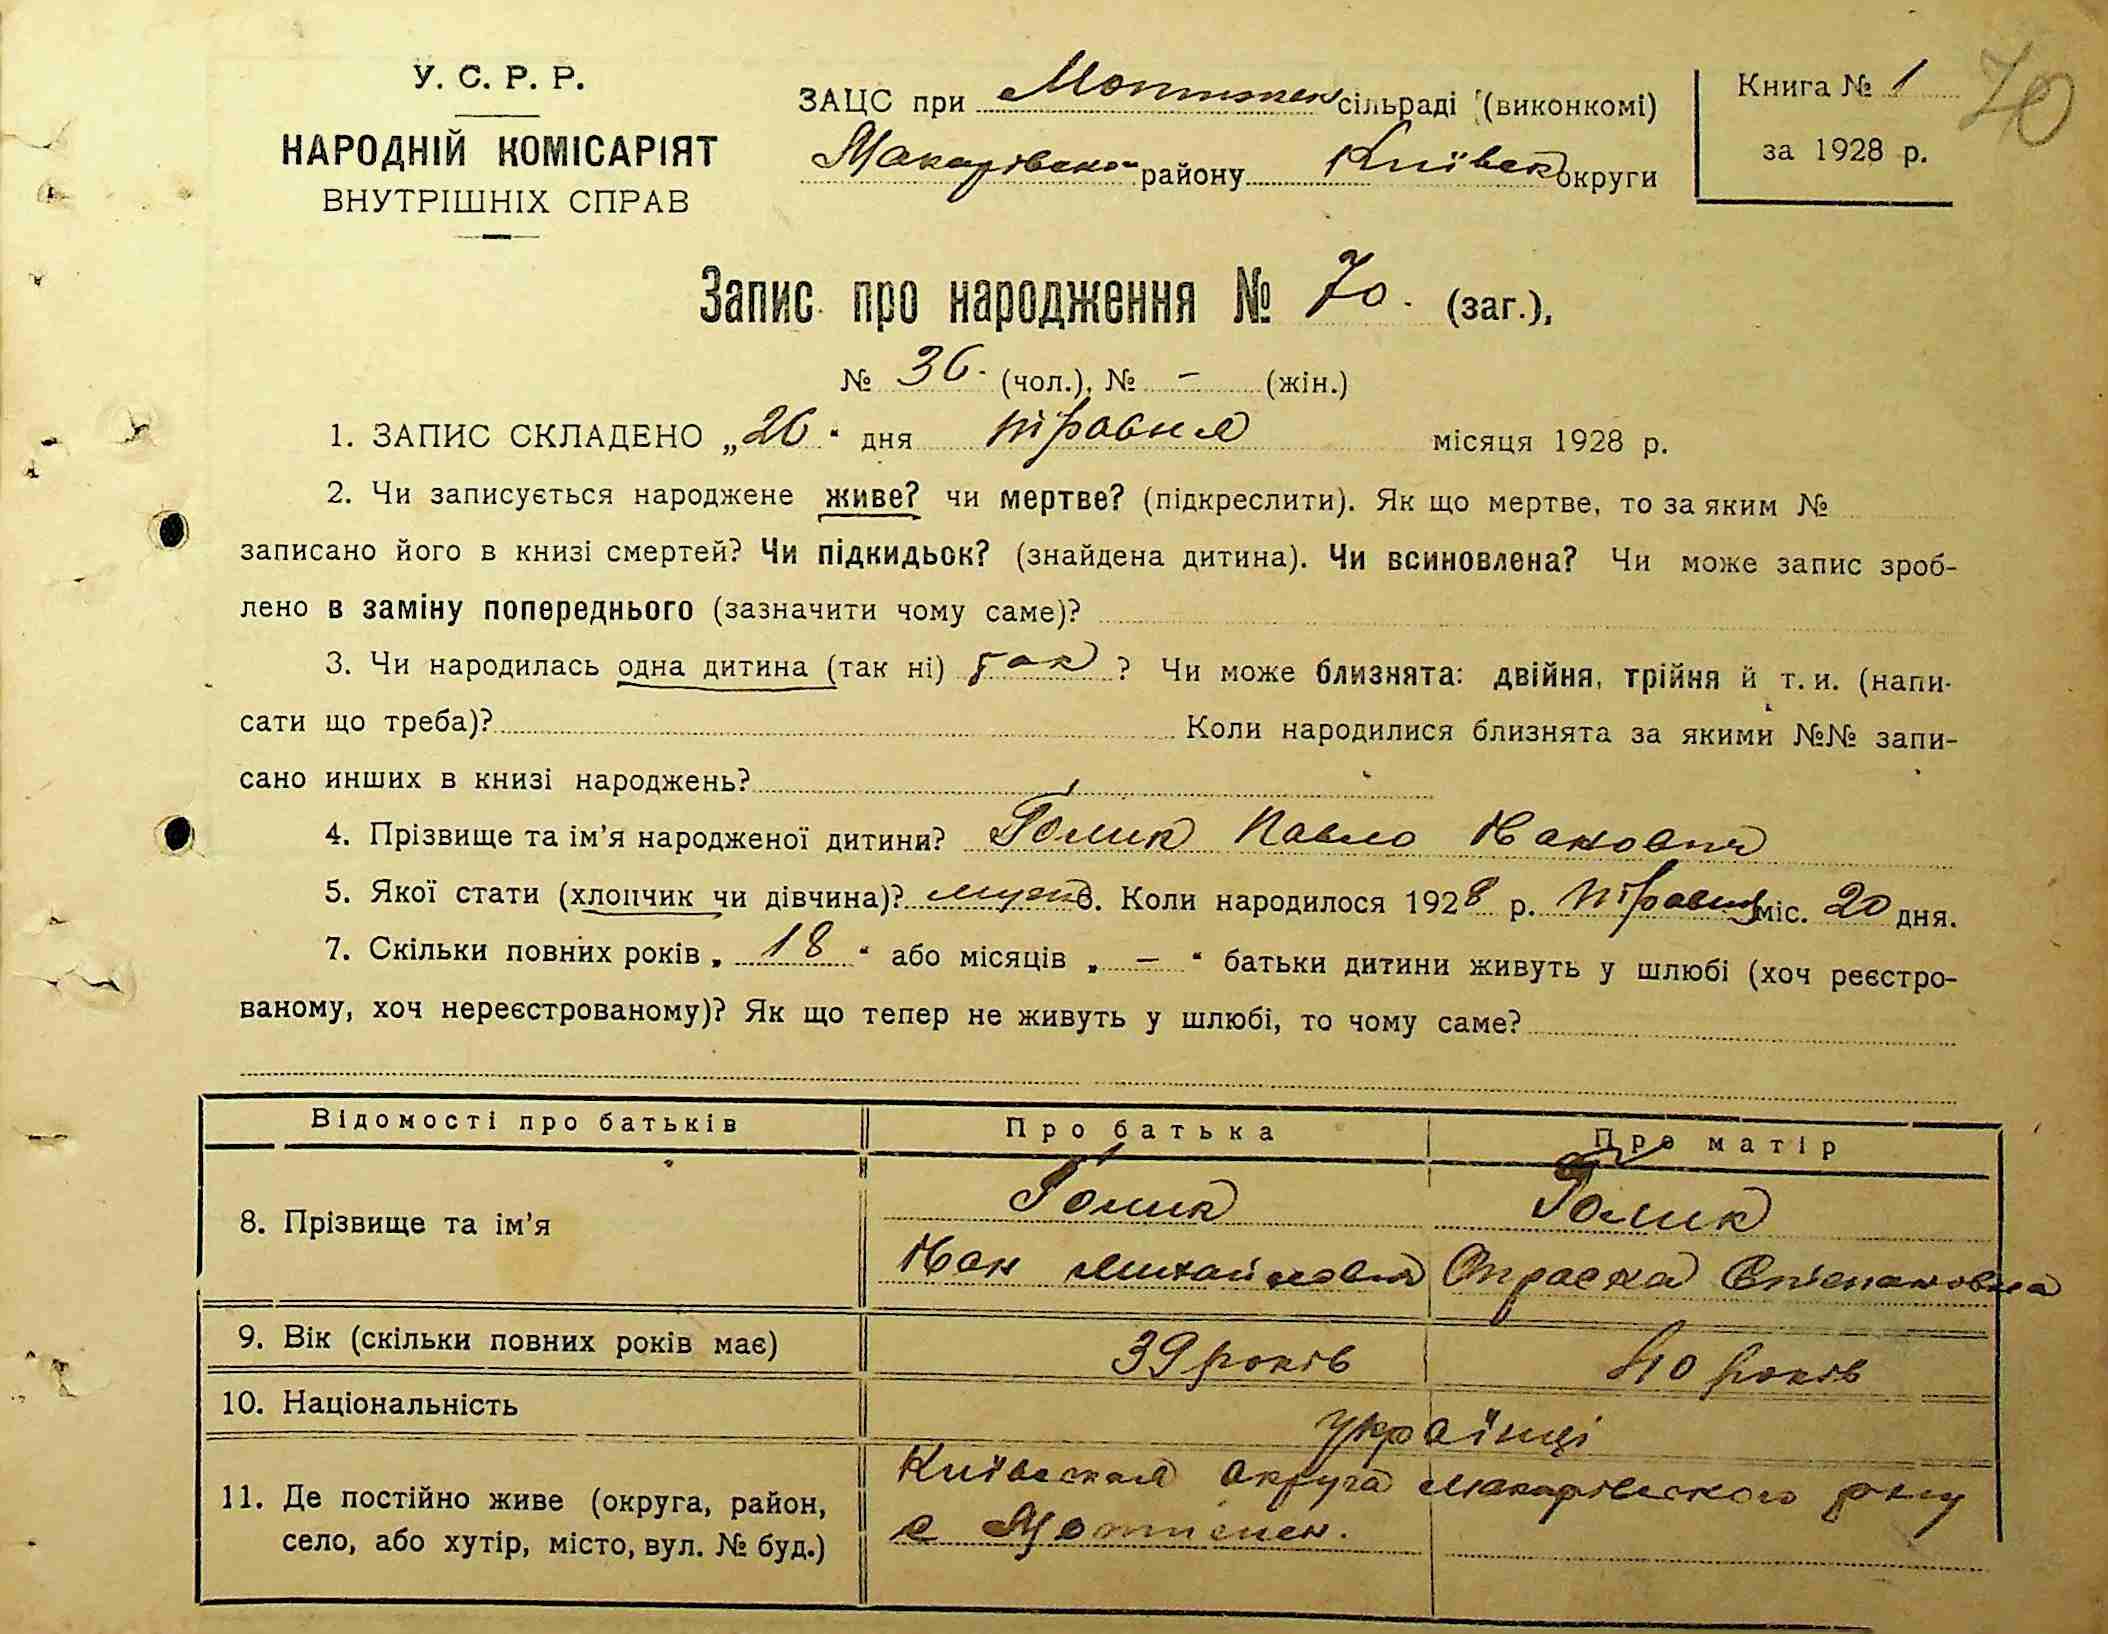 70
У. С. Р. Р.
НАРОДНІЙ КОМІСАРІЯТ
ВНУТРІШНІХ СПРАВ
ЗАЦС при Мотижен сільраді (виконкомі)
Макарівськ району Київськ округи
Книга № 1
за 1928 р.
Запис про народження № 70. (заг.),
№ 36. (чол.), № – (жін.)
1. ЗАПИС СКЛАДЕНО „26“ дня травня місяця 1928 р.
2. Чи записується народжене живе? чи мертве? (підкреслити). Як що мертве, то за яким №
записано його в книзі смертей? Чи підкидьок? (знайдена дитина). Чи всиновлена? Чи може запис зроб-
лено в заміну попереднього (зазначити чому саме)?
3. Чи народилась одна дитина (так ні) так ? Чи може близнята: двійня, трійня й т. и. (напи-
сати що треба)? Коли народилися близнята за якими №№ запи-
сано инших в книзі народжень?
4. Прізвище та ім’я народженої дитини? Голик Павло
5. Якої стати (хлопчик чи дівчина)? 6. Коли народилося 1928 р. травня міс. 20 дня.
7. Скільки повних років „ 18 “ або місяців „ – “ батьки дитини живуть у шлюбі (хоч реєстро-
ваному, хоч нереєстрованому)? Як що тепер не живуть у шлюбі, то чому саме?
Відомості про батьків Про батька Про матір
8. Прізвище та ім’я Голик Голик
Іван Михайлович Опраска Степановна
9. Вік (скільки повних років має) 39 років 40 років
10. Національність українці
11. Де постійно живе (округа, район,
село, або хутір, місто, вул. № буд.)
Київская округа макарівского р-ну
с Мотижен.